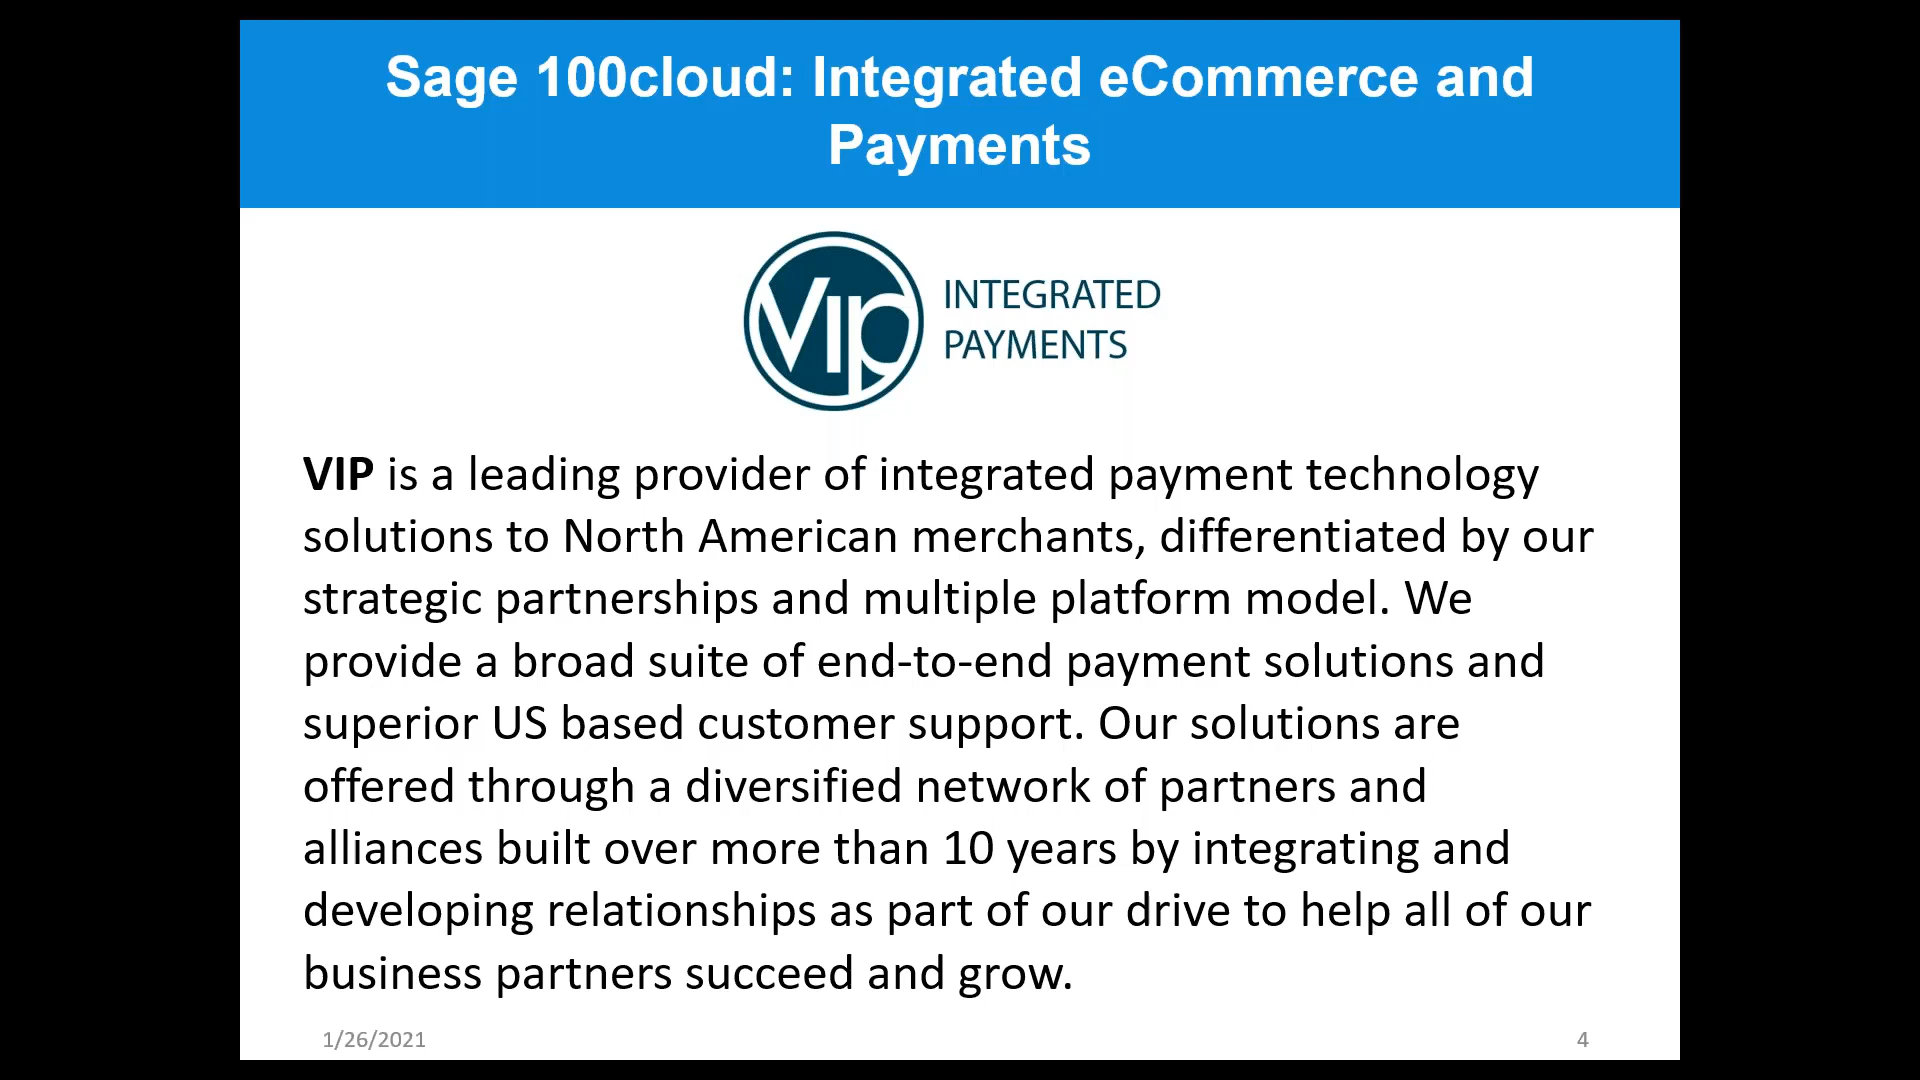 Sage 100cloud: Integrated eCommerce and
Payments
Vip
INTEGRATED
PAYMENTS
VIP is a leading provider of integrated payment technology
solutions to North American merchants, differentiated by our
strategic partnerships and multiple platform model. We
provide a broad suite of end-to-end payment solutions and
superior US based customer support. Our solutions are
offered through a diversified network of partners and
alliances built over more than 10 years by integrating and
developing relationships as part of our drive to help all of our
business partners succeed and grow.
1/26/2021
4